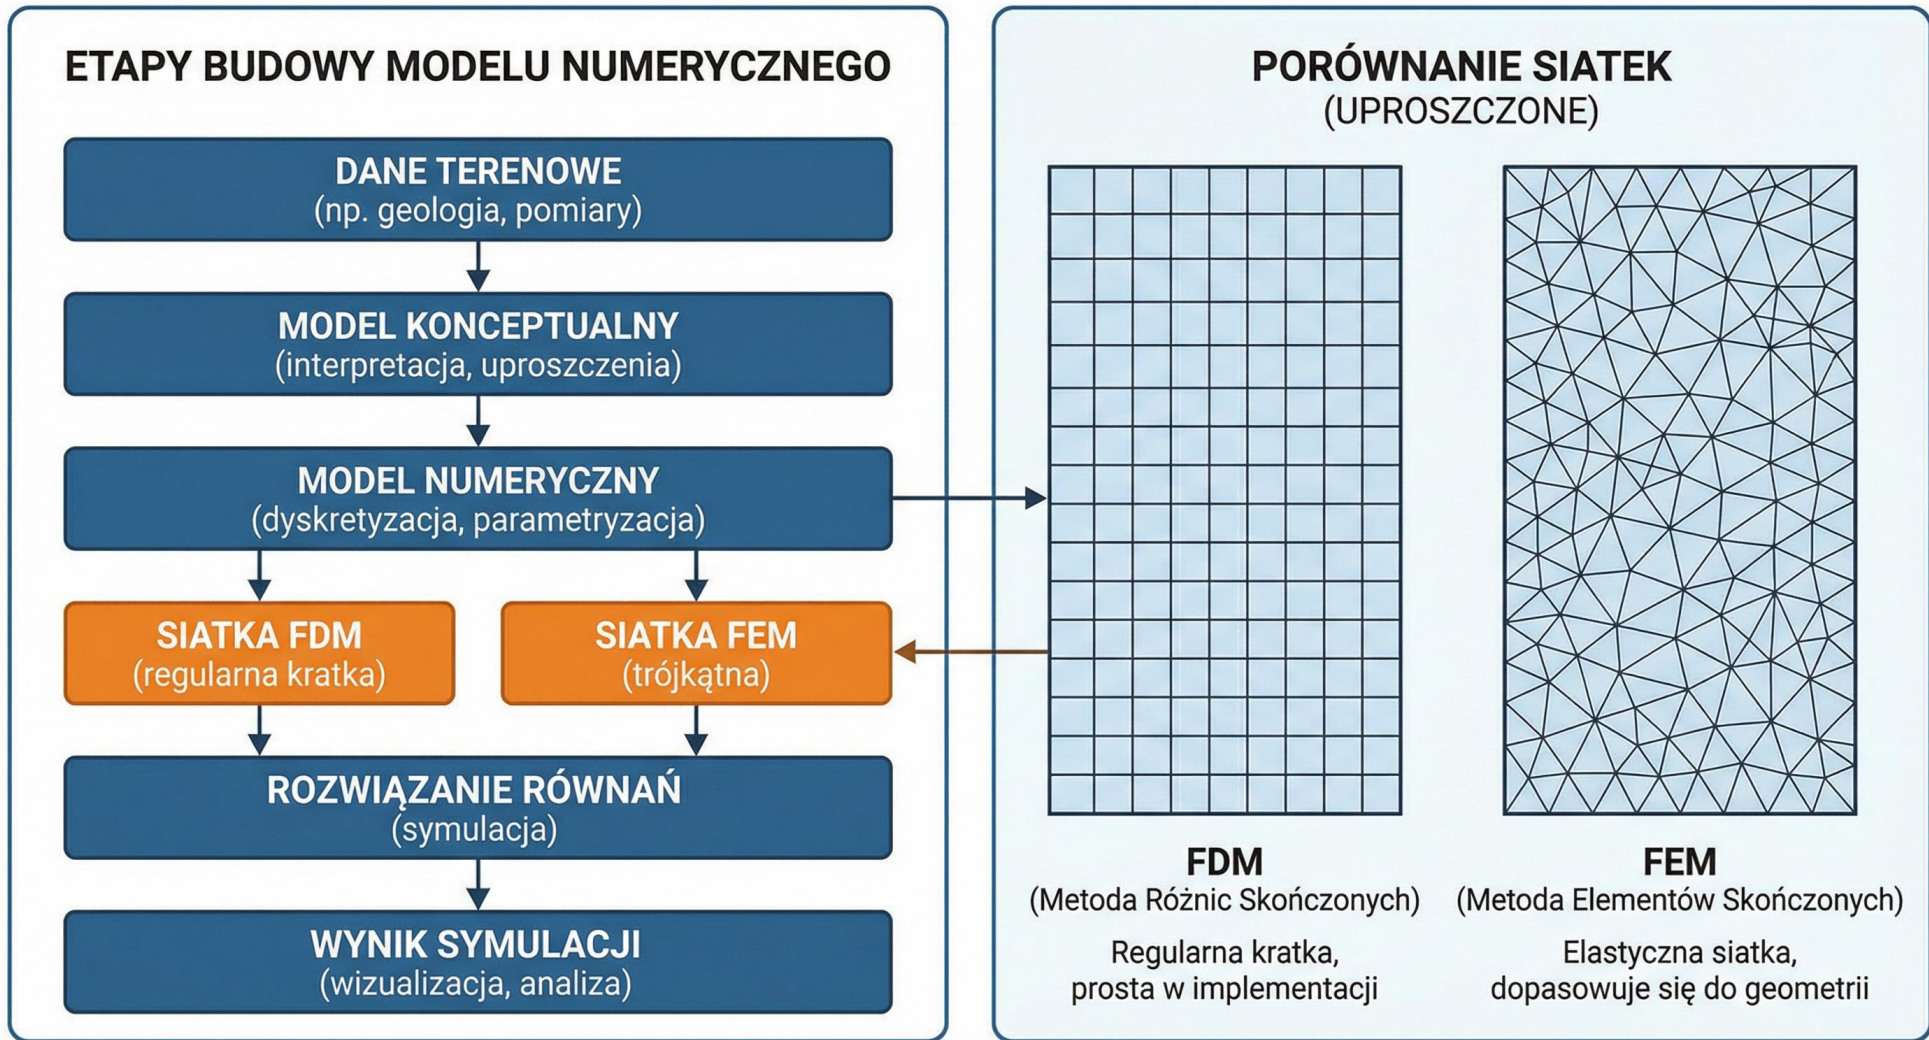 ETAPY BUDOWY MODELU NUMERYCZNEGO
DANE TERENOWE
(np. geologia, pomiary)
MODEL KONCEPTUALNY
(interpretacja, uproszczenia)
MODEL NUMERYCZNY
(dyskretyzacja, parametryzacja)
SIATKA FDM
(regularna kratka)
SIATKA FEM
(trójkątna)
ROZWIĄZANIE RÓWNAŃ
(symulacja)
WYNIK SYMULACJI
(wizualizacja, analiza)
PORÓWNANIE SIATEK
(UPROSZCZONE)
FDM
(Metoda Różnic Skończonych)
Regularna kratka,
prosta w implementacji
FEM
(Metoda Elementów Skończonych)
Elastyczna siatka,
dopasowuje się do geometrii